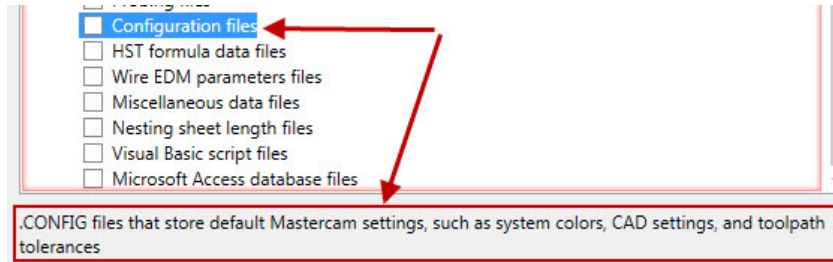 Configuration files
HST formula data files
Wire EDM parameters files
Miscellaneous data files
Nesting sheet length files
Visual Basic script files
Microsoft Access database files
.CONFIG files that store default Mastercam settings, such as system colors, CAD settings, and toolpath
tolerances